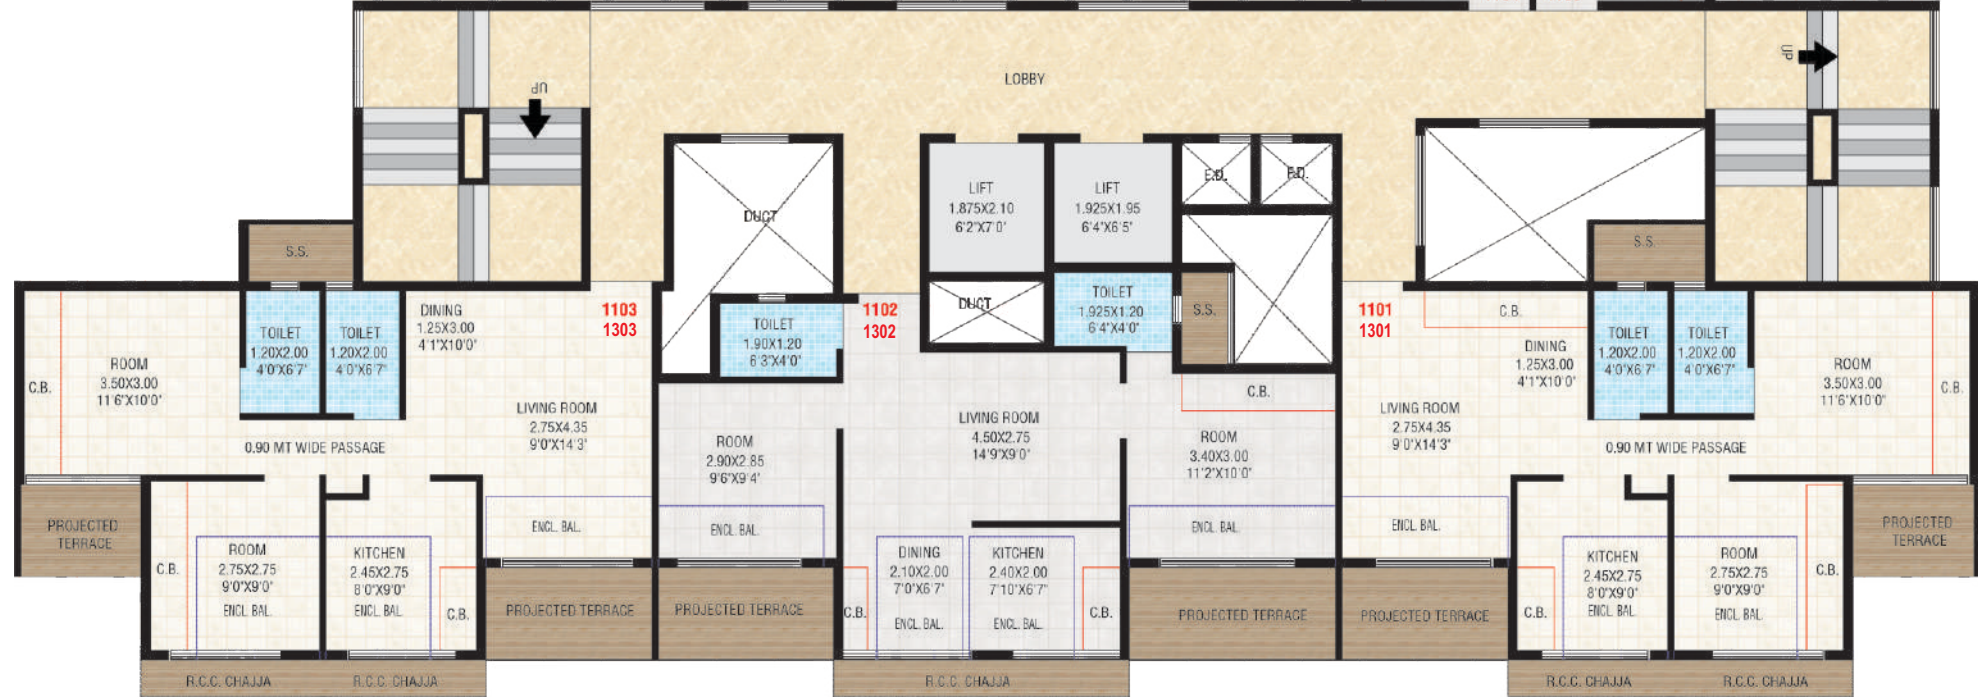 LOBBY
UP
UP
DUCT
LIFT
1.875X2.10
6'2"X7'0"
LIFT
1.925X1.95
6'4"X6'5"
E.D.
F.D.
S.S.
S.S.
S.S.
DUCT
TOILET
1.925X1.20
6'4"X4'0"
1103
1303
1102
1302
1101
1301
C.B.
ROOM
3.50X3.00
11'6"X10'0"
TOILET
1.20X2.00
4'0"X6'7"
TOILET
1.20X2.00
4'0"X6'7"
DINING
1.25X3.00
4'1"X10'0"
LIVING ROOM
2.75X4.35
9'0"X14'3"
0.90 MT WIDE PASSAGE
TOILET
1.90X1.20
6'3"X4'0"
ROOM
2.90X2.85
9'6"X9'4"
ENCL. BAL.
LIVING ROOM
4.50X2.75
14'9"X9'0"
C.B.
ROOM
3.40X3.00
11'2"X10'0"
ENCL. BAL.
C.B.
DINING
1.25X3.00
4'1"X10'0"
LIVING ROOM
2.75X4.35
9'0"X14'3"
TOILET
1.20X2.00
4'0"X6'7"
TOILET
1.20X2.00
4'0"X6'7"
ROOM
3.50X3.00
11'6"X10'0"
C.B.
0.90 MT WIDE PASSAGE
PROJECTED
TERRACE
C.B.
ROOM
2.75X2.75
9'0"X9'0"
ENCL. BAL.
KITCHEN
2.45X2.75
8'0"X9'0"
ENCL. BAL.
C.B.
ENCL. BAL.
PROJECTED TERRACE
PROJECTED TERRACE
C.B.
DINING
2.10X2.00
7'0"X6'7"
ENCL. BAL.
KITCHEN
2.40X2.00
7'10"X6'7"
ENCL. BAL.
C.B.
PROJECTED TERRACE
ENCL. BAL.
PROJECTED TERRACE
C.B.
KITCHEN
2.45X2.75
8'0"X9'0"
ENCL. BAL.
ROOM
2.75X2.75
9'0"X9'0"
ENCL. BAL.
C.B.
PROJECTED
TERRACE
R.C.C. CHAJJA
R.C.C. CHAJJA
R.C.C. CHAJJA
R.C.C. CHAJJA
R.C.C. CHAJJA